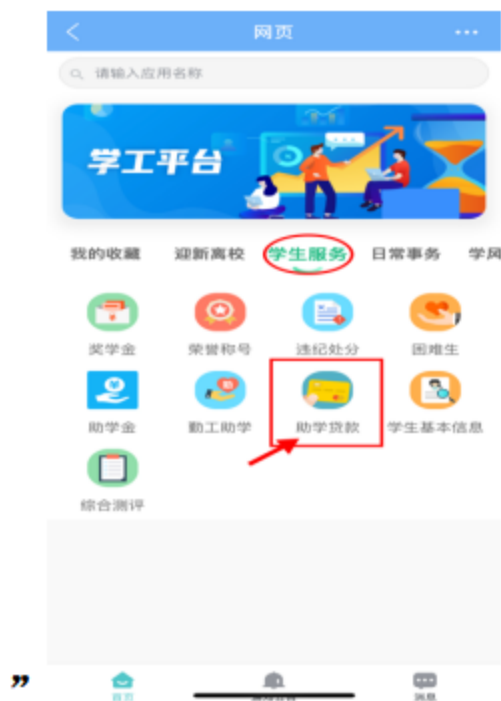 网页
请输入应用名称
学工平台
我的收藏 迎新离校 学生服务 日常事务 学风
奖学金 荣誉称号 违纪处分 困难生
助学金 勤工助学 助学贷款 学生基本信息
综合测评
”
首页 消息